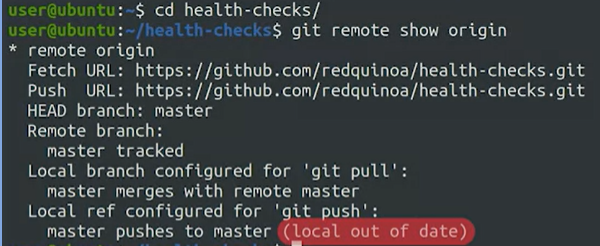 user@ubuntu:~$ cd health-checks/
user@ubuntu:~/health-checks$ git remote show origin
* remote origin
  Fetch URL: https://github.com/redquinoa/health-checks.git
  Push  URL: https://github.com/redquinoa/health-checks.git
  HEAD branch: master
  Remote branch:
    master tracked
  Local branch configured for 'git pull':
    master merges with remote master
  Local ref configured for 'git push':
    master pushes to master (local out of date)